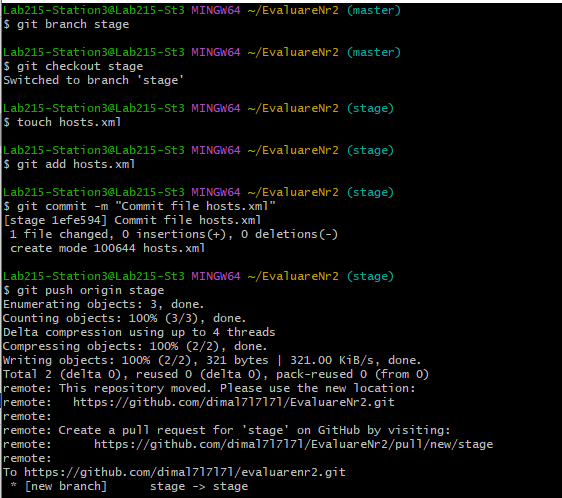 Lab215-Station3@Lab215-St3 MINGW64 ~/EvaluareNr2 (master)
$ git branch stage
Lab215-Station3@Lab215-St3 MINGW64 ~/EvaluareNr2 (master)
$ git checkout stage
Switched to branch 'stage'
Lab215-Station3@Lab215-St3 MINGW64 ~/EvaluareNr2 (stage)
$ touch hosts.xml
Lab215-Station3@Lab215-St3 MINGW64 ~/EvaluareNr2 (stage)
$ git add hosts.xml
Lab215-Station3@Lab215-St3 MINGW64 ~/EvaluareNr2 (stage)
$ git commit -m "Commit file hosts.xml"
[stage 1efe594] Commit file hosts.xml
1 file changed, 0 insertions(+), 0 deletions(-)
create mode 100644 hosts.xml
Lab215-Station3@Lab215-St3 MINGW64 ~/EvaluareNr2 (stage)
$ git push origin stage
Enumerating objects: 3, done.
Counting objects: 100% (3/3), done.
Delta compression using up to 4 threads
Compressing objects: 100% (2/2), done.
Writing objects: 100% (2/2), 321 bytes | 321.00 KiB/s, done.
Total 2 (delta 0), reused 0 (delta 0), pack-reused 0 (from 0)
remote: This repository moved. Please use the new location:
remote:   https://github.com/dimal7l7l7l/EvaluareNr2.git
remote:
remote: Create a pull request for 'stage' on GitHub by visiting:
remote:      https://github.com/dimal7l7l7l/EvaluareNr2/pull/new/stage
remote:
To https://github.com/dimal7l7l7l/evaluarenr2.git
* [new branch]      stage -> stage